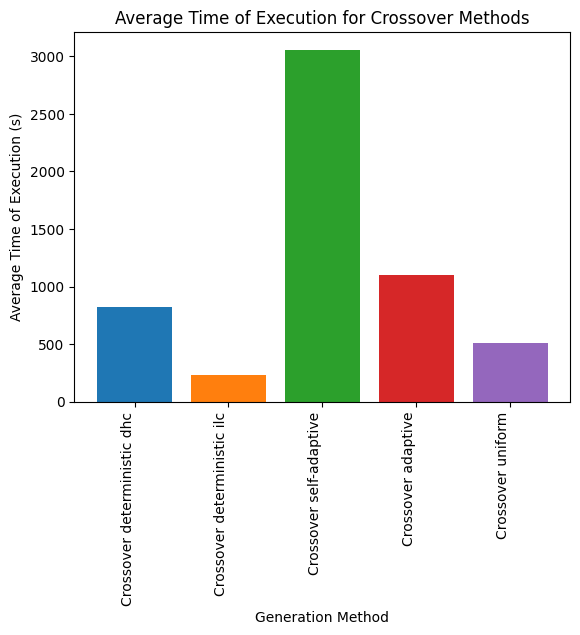 Average Time of Execution for Crossover Methods
Average Time of Execution (s)
3000
2500
2000
1500
1000
500
0
Crossover deterministic dhc
Crossover deterministic ilc
Crossover self-adaptive
Crossover adaptive
Crossover uniform
Generation Method